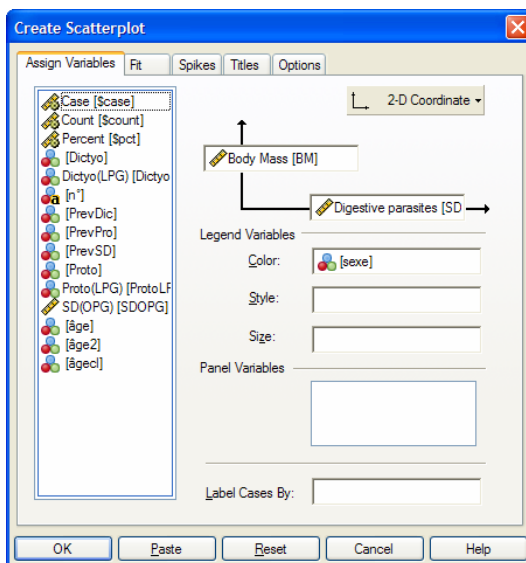 Create Scatterplot
Assign Variables Fit Spikes Titles Options
Case [$case]
Count [$count]
Percent [$pct]
[Dictyo]
Dictyo(LPG) [Dictyo
[n°]
[PrevDic]
[PrevPro]
[PrevSD]
[Proto]
Proto(LPG) [ProtoLF
SD(OPG) [SDOPG]
[âge]
[âge2]
[âgecl]
2-D Coordinate
Body Mass [BM]
Digestive parasites [SD
Legend Variables
Color: [sexe]
Style:
Size:
Panel Variables
Label Cases By:
OK Paste Reset Cancel Help